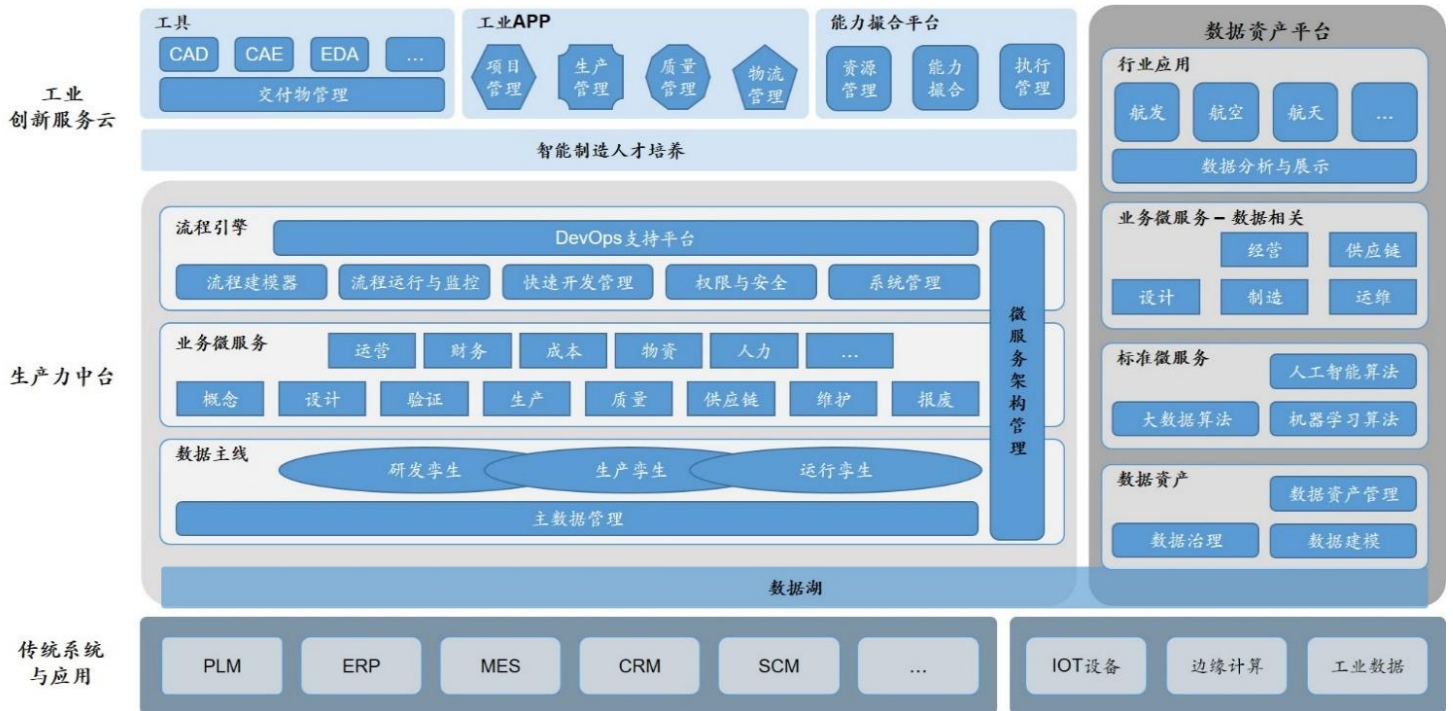 工业
创新服务云
工具
CAD
CAE
EDA
…
交付物管理
工业APP
项目
管理
生产
管理
质量
管理
物流
管理
能力撮合平台
资源
管理
能力
撮合
执行
管理
智能制造人才培养
生产力中台
流程引擎
DevOps支持平台
流程建模器
流程运行与监控
快速开发管理
权限与安全
系统管理
业务微服务
运营
财务
成本
物资
人力
…
概念
设计
验证
生产
质量
供应链
维护
报废
数据主线
研发孪生
生产孪生
运行孪生
主数据管理
微服务架构管理
数据资产平台
行业应用
航发
航空
航天
…
数据分析与展示
业务微服务–数据相关
经营
供应链
设计
制造
运维
标准微服务
人工智能算法
大数据算法
机器学习算法
数据资产
数据资产管理
数据治理
数据建模
数据湖
传统系统
与应用
PLM
ERP
MES
CRM
SCM
…
IOT设备
边缘计算
工业数据